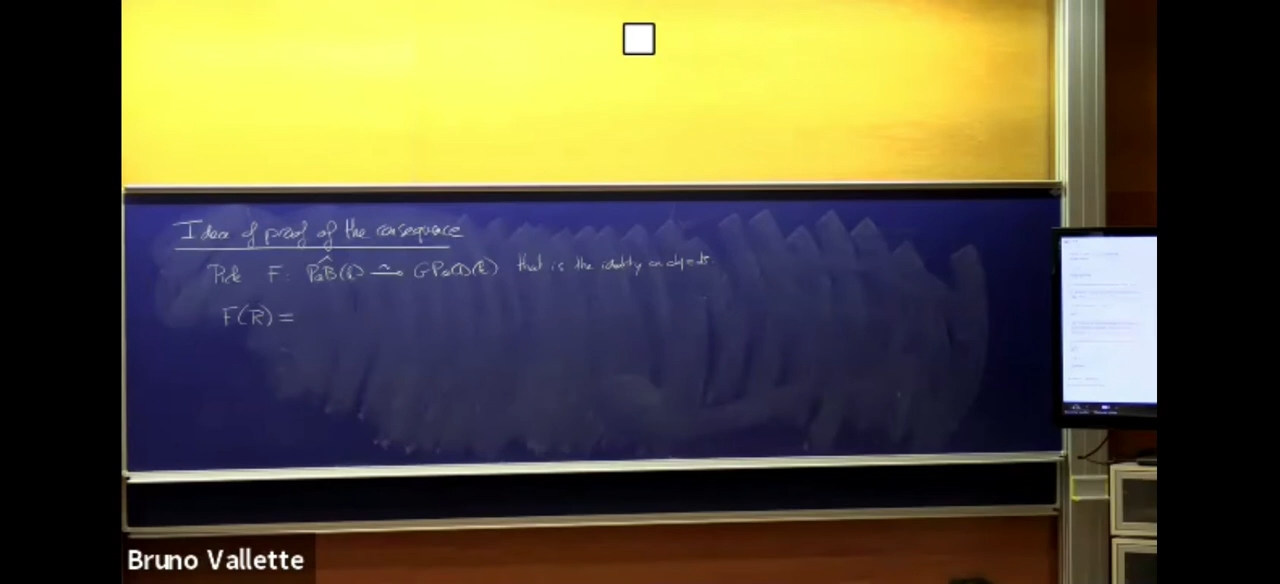 Idea of proof of the consequence
Pick F: P̂aB(k) ⥲ GPaCD(k) that is the identity on objects.
F(R) =
Bruno Vallette